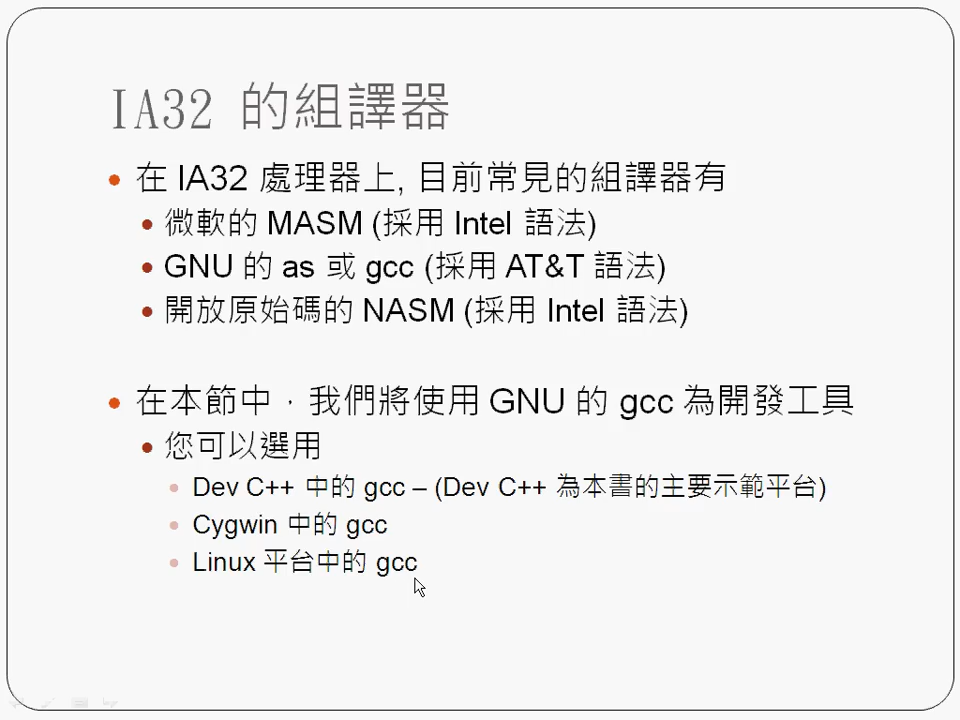 IA32 的組譯器
在 IA32 處理器上, 目前常見的組譯器有
微軟的 MASM (採用 Intel 語法)
GNU 的 as 或 gcc (採用 AT&T 語法)
開放原始碼的 NASM (採用 Intel 語法)
在本節中，我們將使用 GNU 的 gcc 為開發工具
您可以選用
Dev C++ 中的 gcc – (Dev C++ 為本書的主要示範平台)
Cygwin 中的 gcc
Linux 平台中的 gcc